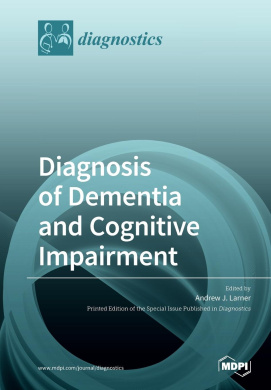 diagnostics
Diagnosis
of Dementia
and Cognitive
Impairment
Edited by
Andrew J. Larner
Printed Edition of the Special Issue Published in Diagnostics
www.mdpi.com/journal/diagnostics
MDPI